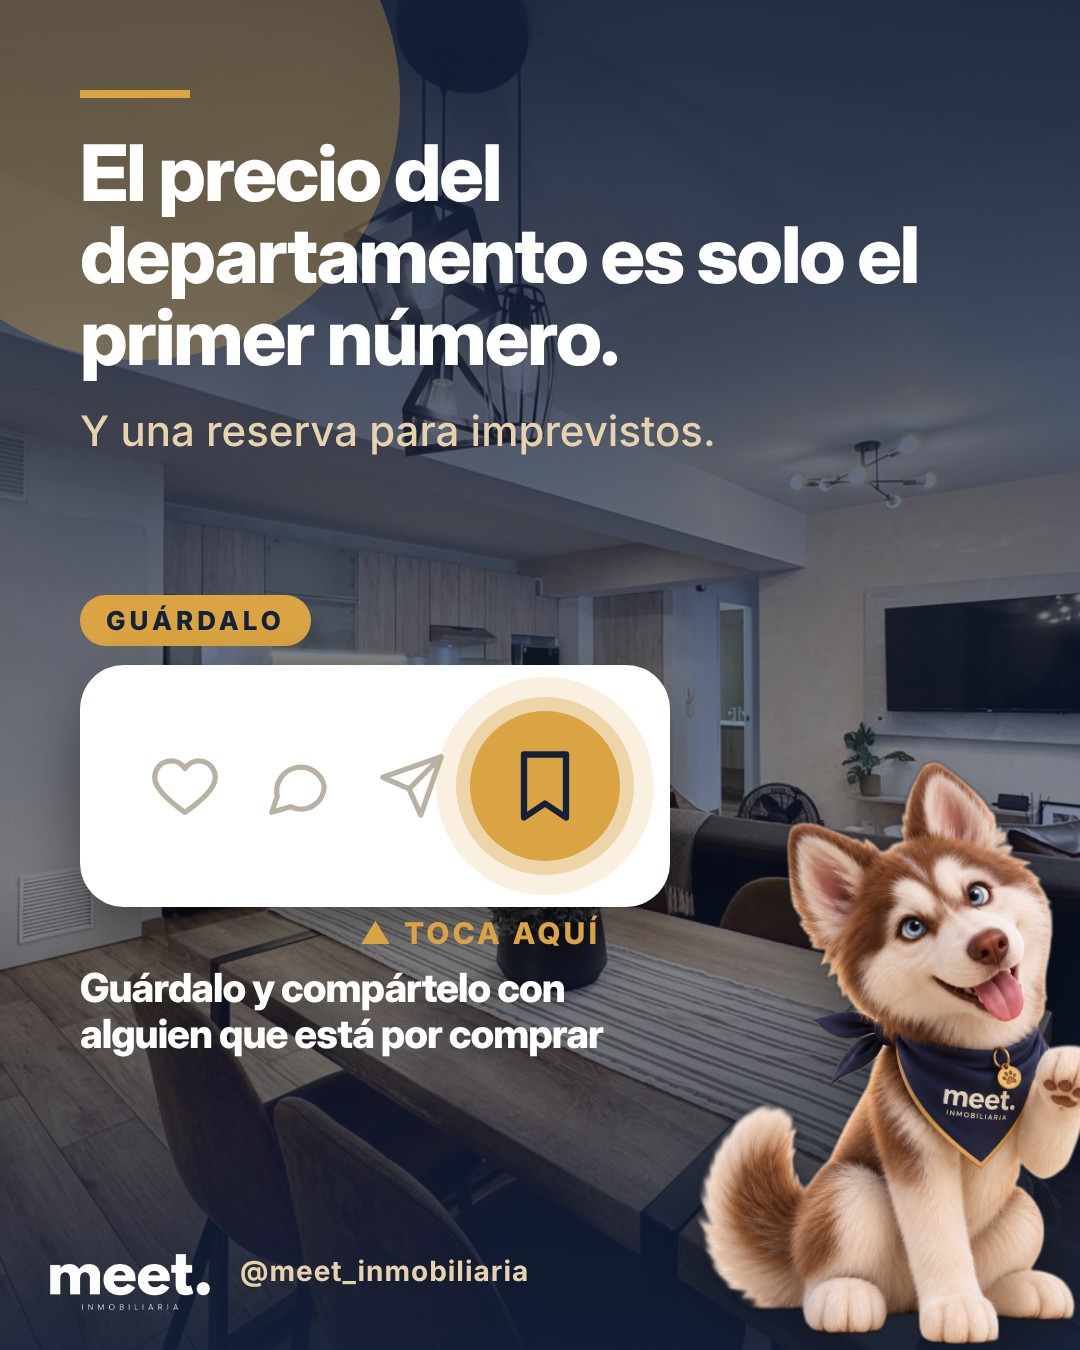 El precio del
departamento es solo el
primer número.
Y una reserva para imprevistos.
GUÁRDALO
▲ TOCA AQUÍ
Guárdalo y compártelo con
alguien que está por comprar
meet.
INMOBILIARIA
meet.
INMOBILIARIA
@meet_inmobiliaria